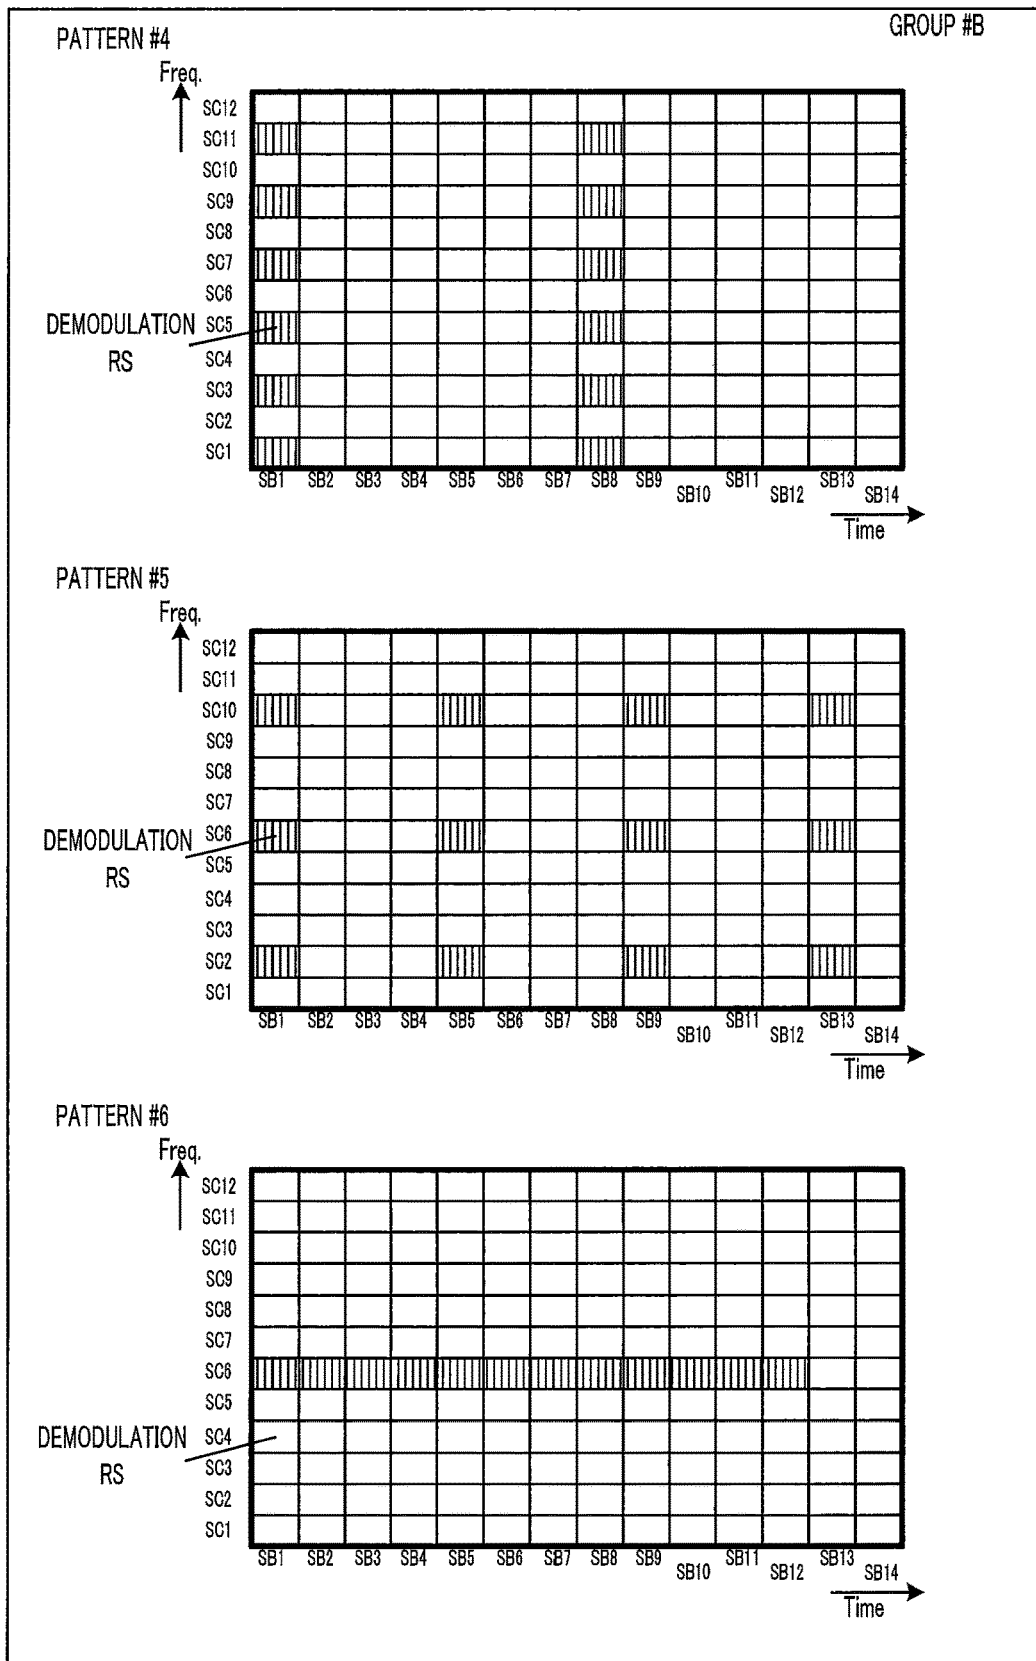 GROUP #B
PATTERN #4
Freq.
SC12
SC11
SC10
SC9
SC8
SC7
SC6
DEMODULATION
RS
SC5
SC4
SC3
SC2
SC1
SB1 SB2 SB3 SB4 SB5 SB6 SB7 SB8 SB9 SB10 SB11 SB12 SB13 SB14
Time
PATTERN #5
Freq.
SC12
SC11
SC10
SC9
SC8
SC7
DEMODULATION
RS
SC6
SC5
SC4
SC3
SC2
SC1
SB1 SB2 SB3 SB4 SB5 SB6 SB7 SB8 SB9 SB10 SB11 SB12 SB13 SB14
Time
PATTERN #6
Freq.
SC12
SC11
SC10
SC9
SC8
SC7
SC6
SC5
DEMODULATION
RS
SC4
SC3
SC2
SC1
SB1 SB2 SB3 SB4 SB5 SB6 SB7 SB8 SB9 SB10 SB11 SB12 SB13 SB14
Time